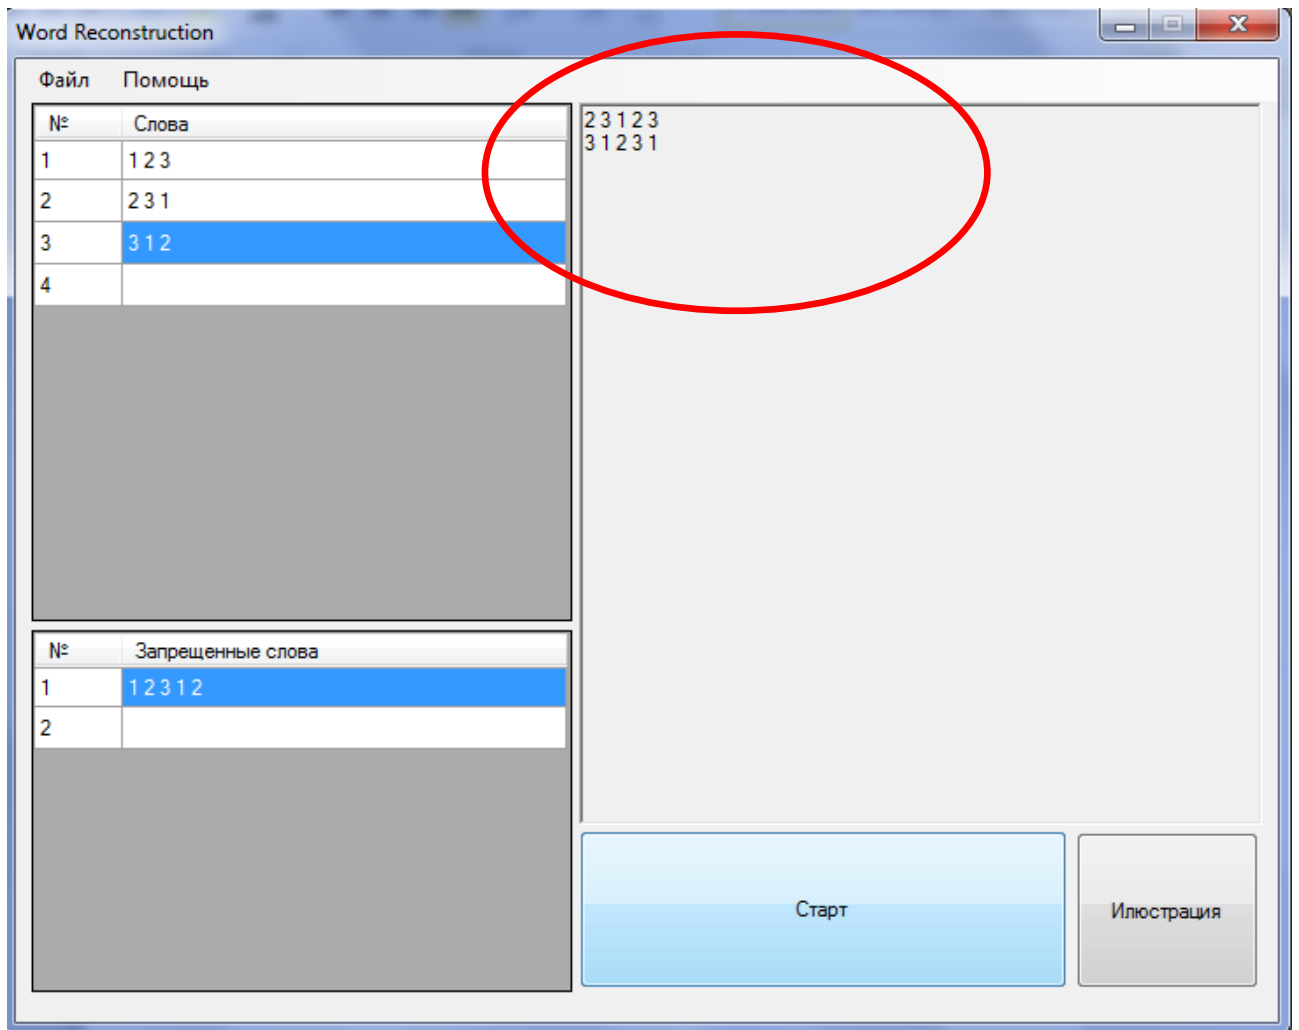 Word Reconstruction
Файл Помощь
№ Слова
1 1 2 3
2 2 3 1
3 3 1 2
4
2 3 1 2 3
3 1 2 3 1
№ Запрещенные слова
1 1 2 3 1 2
2
Старт
Илюстрация